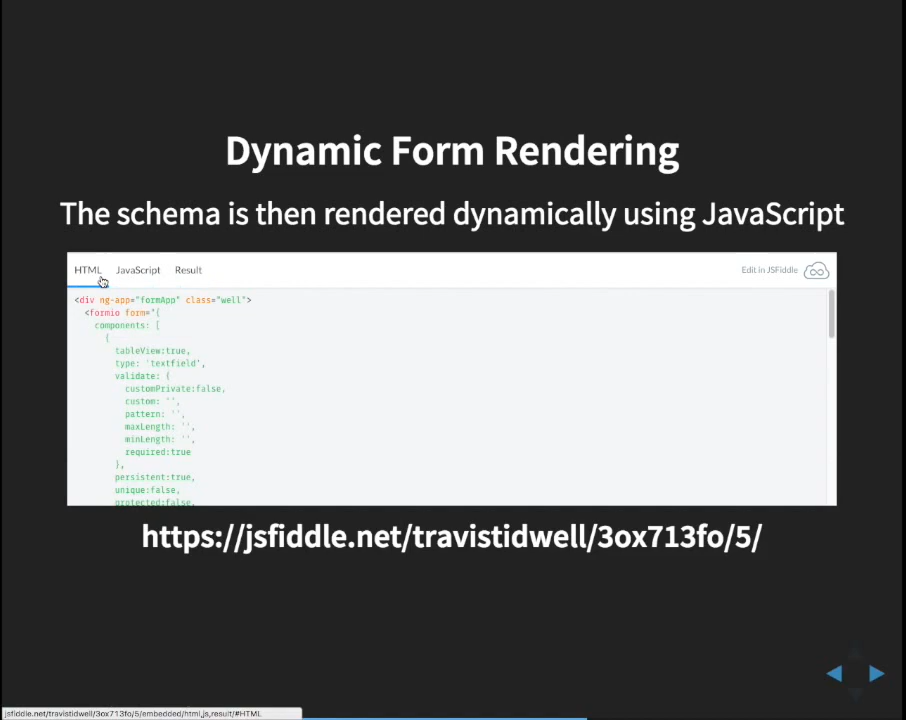 Dynamic Form Rendering
The schema is then rendered dynamically using JavaScript
HTML JavaScript Result Edit in JSFiddle
<div ng-app="formApp" class="well">
<formio form="{
components: [
{
tableView:true,
type: 'textfield',
validate: {
customPrivate:false,
custom: '',
pattern: '',
maxLength: '',
minLength: '',
required:true
},
persistent:true,
unique:false,
protected:false,
https://jsfiddle.net/travistidwell/3ox713fo/5/
jsfiddle.net/travistidwell/3ox713fo/5/embedded/html,js,result/#HTML